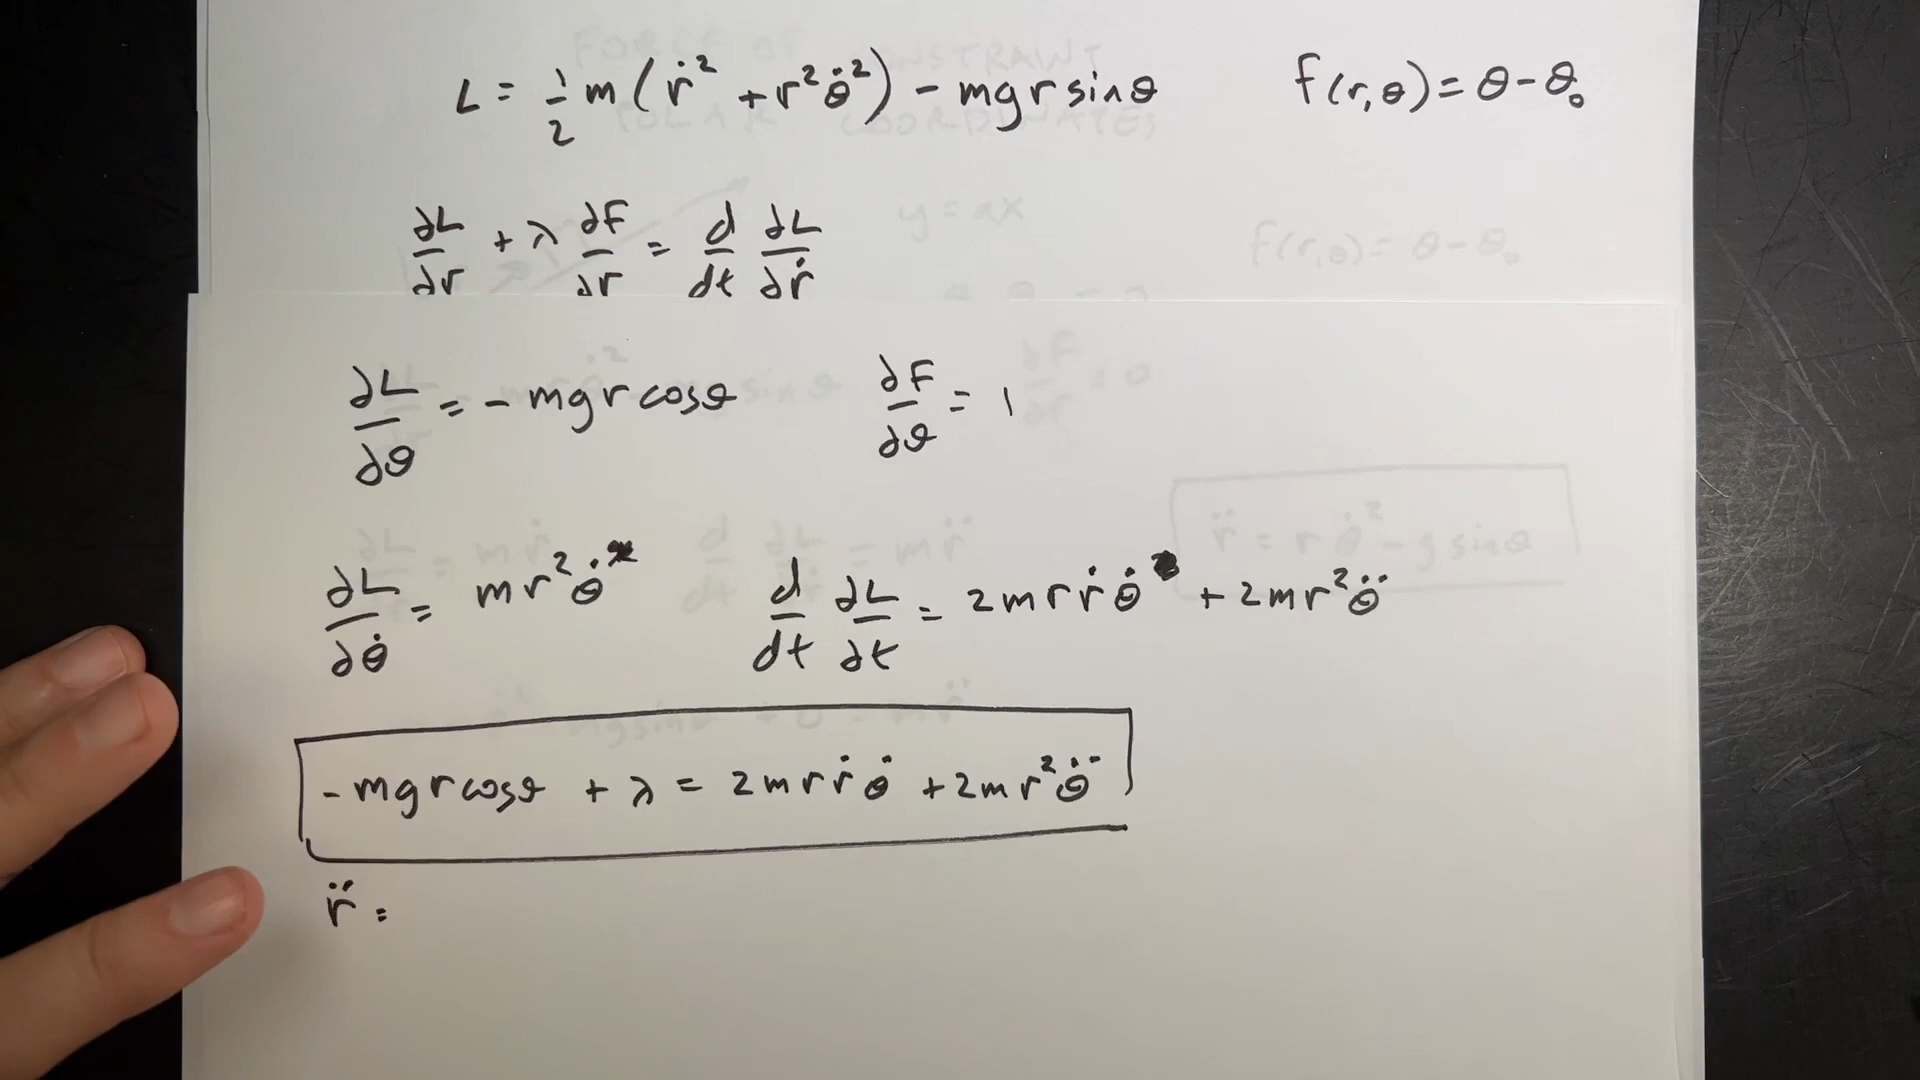 L = 1/2 m(ṙ² + r²θ̇²) - mgr sinθ f(r,θ) = θ-θ₀
∂L/∂r + λ ∂F/∂r = d/dt ∂L/∂ṙ
∂L/∂θ = - mgr cosθ ∂F/∂θ = 1
∂L/∂θ̇ = mr²θ̇ d/dt ∂L/∂t = 2mrṙθ̇ + 2mr²θ̈
-mgr cosθ + λ = 2mrṙθ̇ + 2mr²θ̈
r̈ =